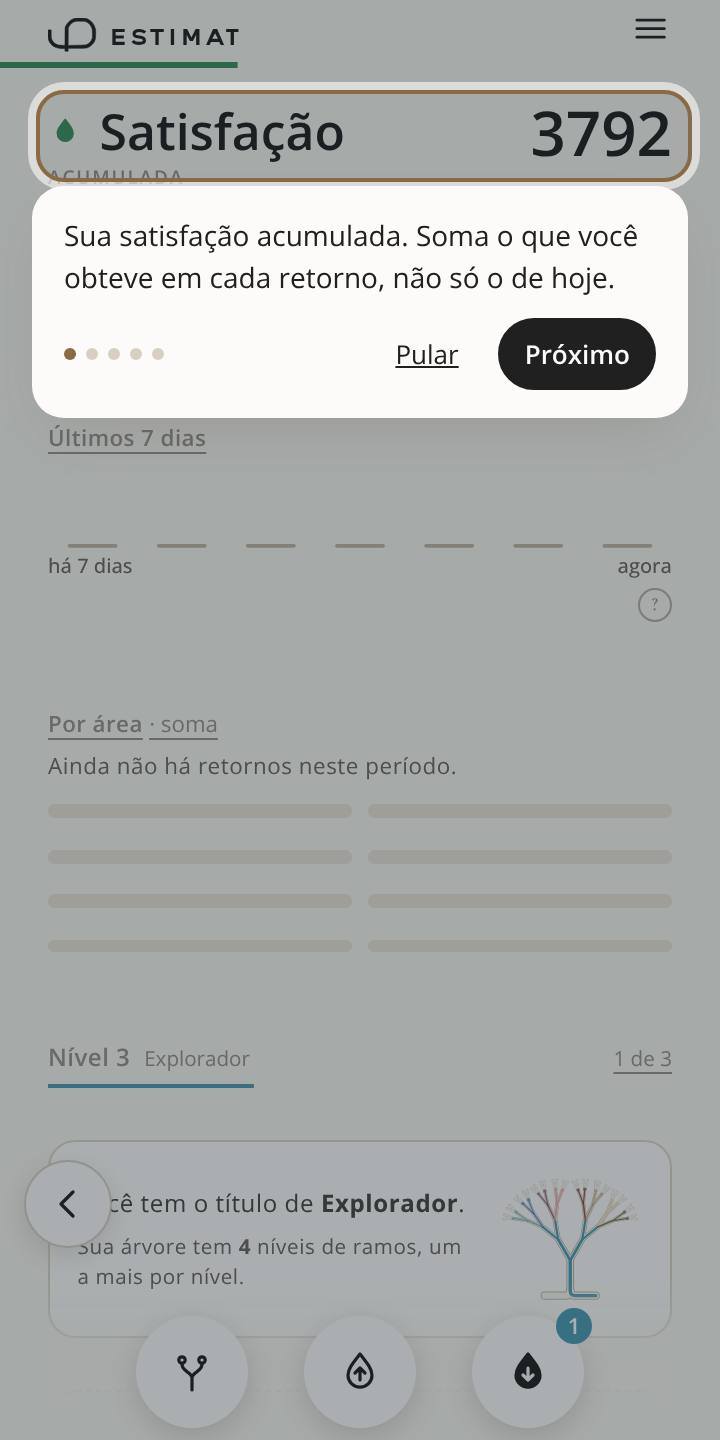 ESTIMAT
Satisfação 3792
ACUMULADA
Sua satisfação acumulada. Soma o que você
obteve em cada retorno, não só o de hoje.
Pular Próximo
Últimos 7 dias
há 7 dias agora
?
Por área · soma
Ainda não há retornos neste período.
Nível 3 Explorador 1 de 3
cê tem o título de Explorador.
Sua árvore tem 4 níveis de ramos, um
a mais por nível.
1